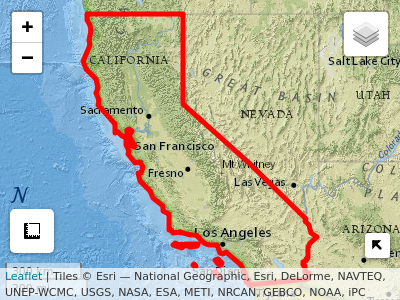 +
−
CALIFORNIA
Salt Lake City
GREAT BASIN
UTAH
Sacramento
NEVADA
San Francisco
Mt Whitney
Fresno
Las Vegas
N
Los Angeles
ARIZONA
Leaflet | Tiles © Esri — National Geographic, Esri, DeLorme, NAVTEQ,
UNEP-WCMC, USGS, NASA, ESA, METI, NRCAN, GEBCO, NOAA, iPC